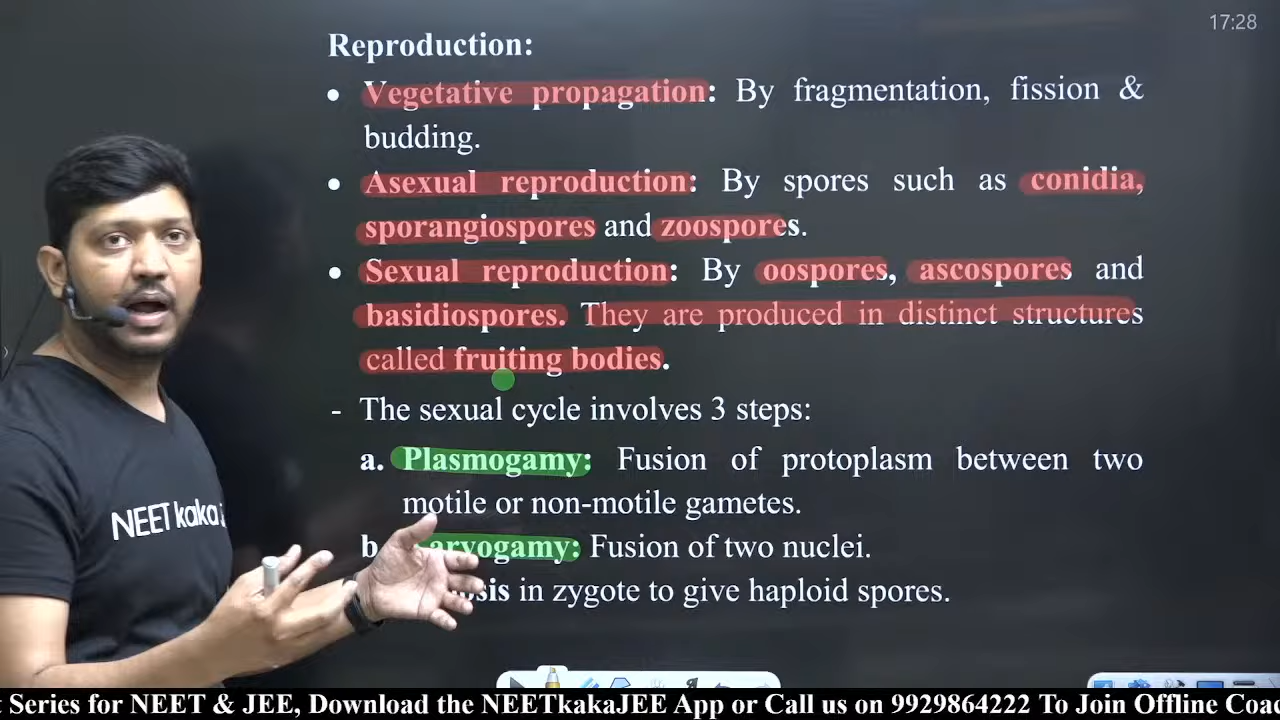 17:28
Reproduction:
• Vegetative propagation: By fragmentation, fission &
budding.
• Asexual reproduction: By spores such as conidia,
sporangiospores and zoospores.
• Sexual reproduction: By oospores, ascospores and
basidiospores. They are produced in distinct structures
called fruiting bodies.
- The sexual cycle involves 3 steps:
a. Plasmogamy: Fusion of protoplasm between two
motile or non-motile gametes.
b aryogamy: Fusion of two nuclei.
osis in zygote to give haploid spores.
NEET kaka J
t Series for NEET & JEE, Download the NEETkakaJEE App or Call us on 9929864222 To Join Offline Coac